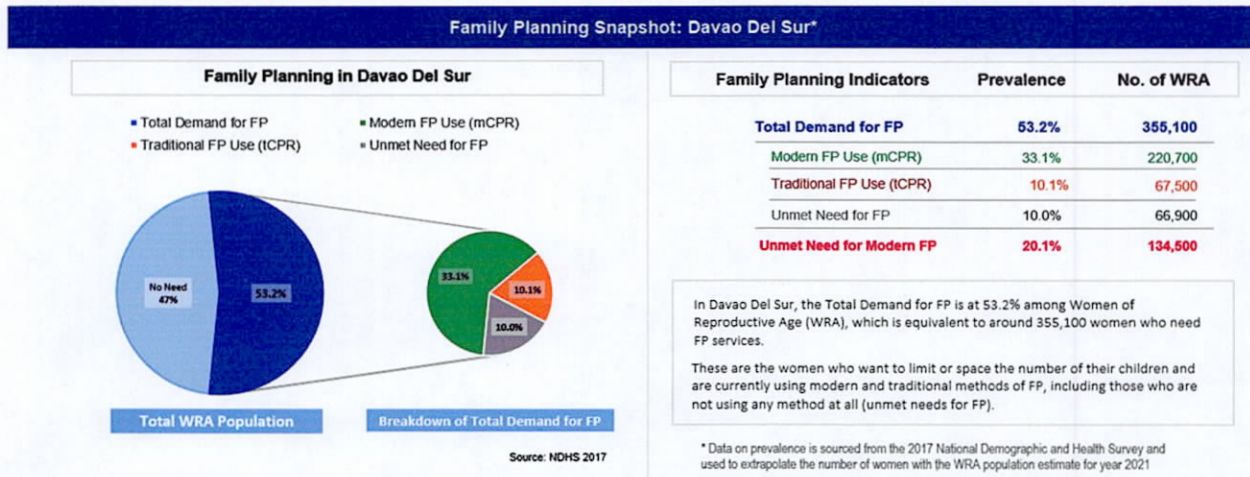 Family Planning Snapshot: Davao Del Sur*
Family Planning in Davao Del Sur
Total Demand for FP
Modern FP Use (mCPR)
Traditional FP Use (tCPR)
Unmet Need for FP
No Need
47%
53.2%
33.1%
10.1%
10.0%
Total WRA Population
Breakdown of Total Demand for FP
Source: NDHS 2017
Family Planning Indicators Prevalence No. of WRA
Total Demand for FP 53.2% 355,100
Modern FP Use (mCPR) 33.1% 220,700
Traditional FP Use (tCPR) 10.1% 67,500
Unmet Need for FP 10.0% 66,900
Unmet Need for Modern FP 20.1% 134,500
In Davao Del Sur, the Total Demand for FP is at 53.2% among Women of
Reproductive Age (WRA), which is equivalent to around 355,100 women who need
FP services.
These are the women who want to limit or space the number of their children and
are currently using modern and traditional methods of FP, including those who are
not using any method at all (unmet needs for FP).
* Data on prevalence is sourced from the 2017 National Demographic and Health Survey and
used to extrapolate the number of women with the WRA population estimate for year 2021